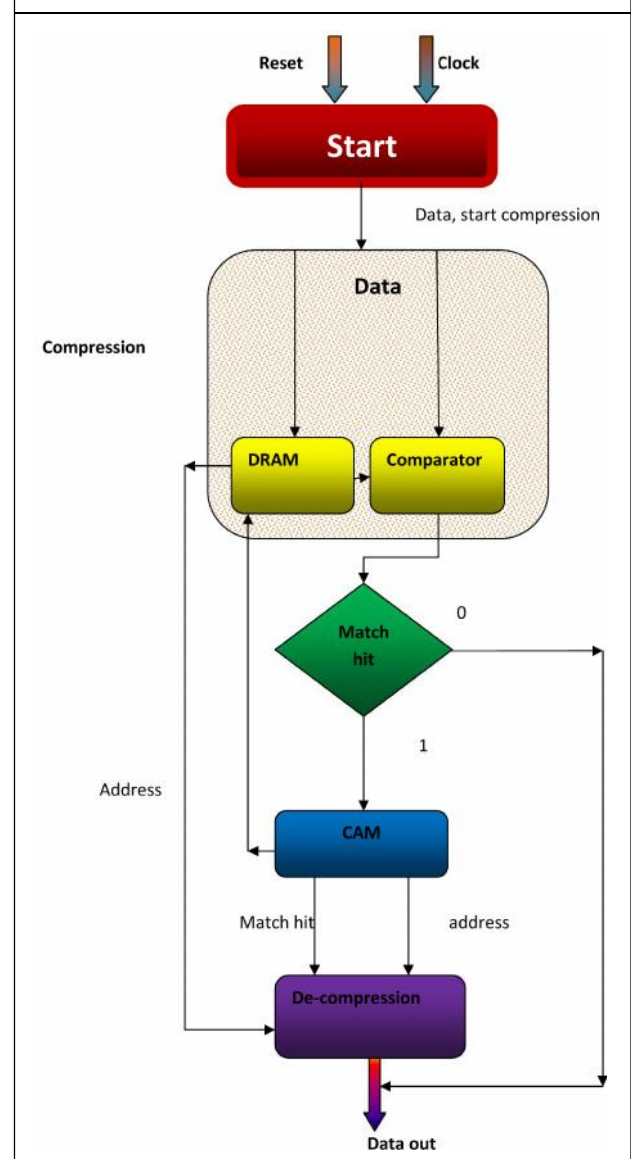 Reset
Clock
Start
Data, start compression
Data
Compression
DRAM
Comparator
0
Match
hit
1
Address
CAM
Match hit
address
De-compression
Data out